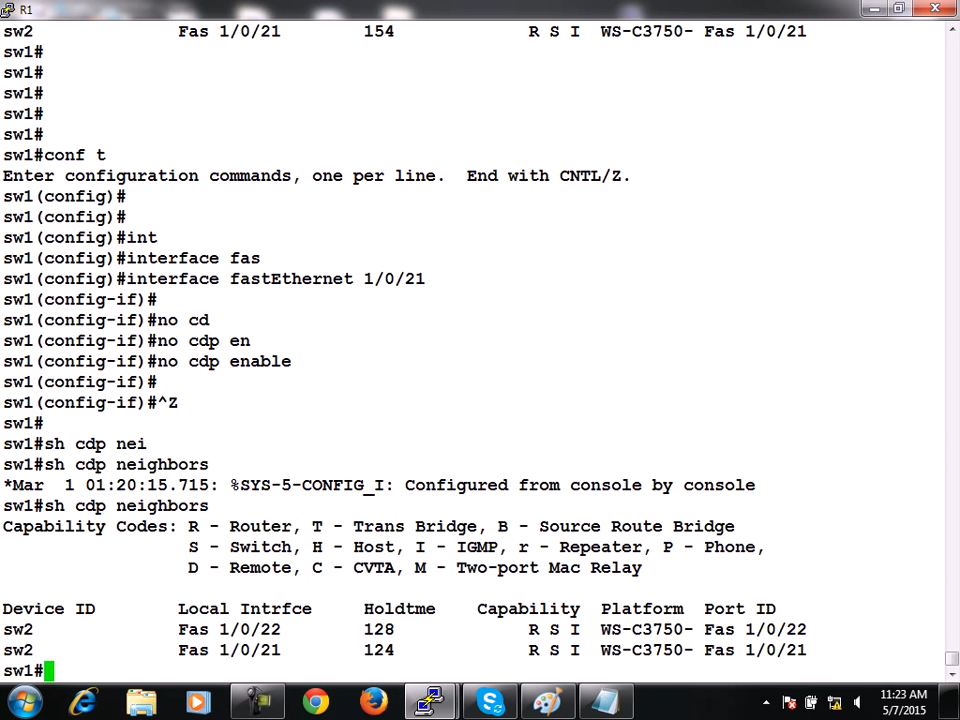 R1
sw2 Fas 1/0/21 154 R S I WS-C3750- Fas 1/0/21
sw1#
sw1#
sw1#
sw1#
sw1#
sw1#conf t
Enter configuration commands, one per line. End with CNTL/Z.
sw1(config)#
sw1(config)#
sw1(config)#int
sw1(config)#interface fas
sw1(config)#interface fastEthernet 1/0/21
sw1(config-if)#
sw1(config-if)#no cd
sw1(config-if)#no cdp en
sw1(config-if)#no cdp enable
sw1(config-if)#
sw1(config-if)#^Z
sw1#
sw1#sh cdp nei
sw1#sh cdp neighbors
*Mar 1 01:20:15.715: %SYS-5-CONFIG_I: Configured from console by console
sw1#sh cdp neighbors
Capability Codes: R - Router, T - Trans Bridge, B - Source Route Bridge
S - Switch, H - Host, I - IGMP, r - Repeater, P - Phone,
D - Remote, C - CVTA, M - Two-port Mac Relay
Device ID Local Intrfce Holdtme Capability Platform Port ID
sw2 Fas 1/0/22 128 R S I WS-C3750- Fas 1/0/22
sw2 Fas 1/0/21 124 R S I WS-C3750- Fas 1/0/21
sw1#
11:23 AM
5/7/2015